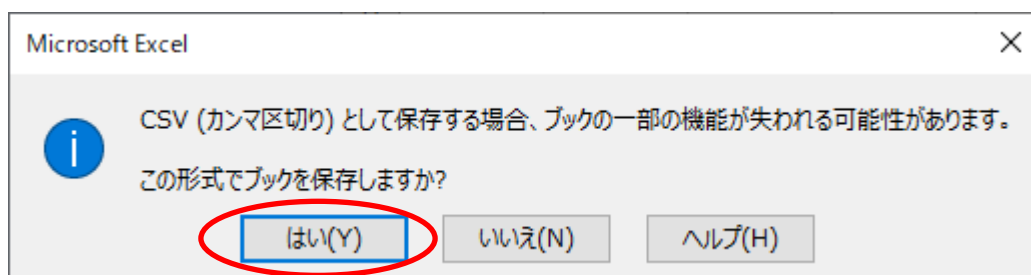 Microsoft Excel
CSV (カンマ区切り) として保存する場合、ブックの一部の機能が失われる可能性があります。
この形式でブックを保存しますか?
はい(Y) いいえ(N) ヘルプ(H)